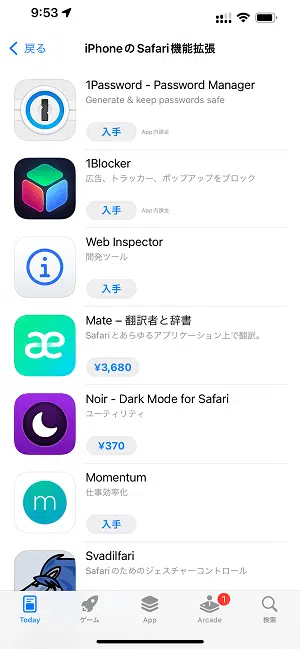 9:53
戻る
iPhoneのSafari機能拡張
1Password - Password Manager
Generate & keep passwords safe
入手
App内課金
1Blocker
広告、トラッカー、ポップアップをブロック
入手
App内課金
Web Inspector
開発ツール
入手
Mate – 翻訳者と辞書
Safariとあらゆるアプリケーション上で翻訳。
¥3,680
Noir - Dark Mode for Safari
ユーティリティ
¥370
m
Momentum
仕事効率化
入手
Svadilfari
Safariのためのジェスチャーコントロール
1
Today
ゲーム
App
Arcade
検索